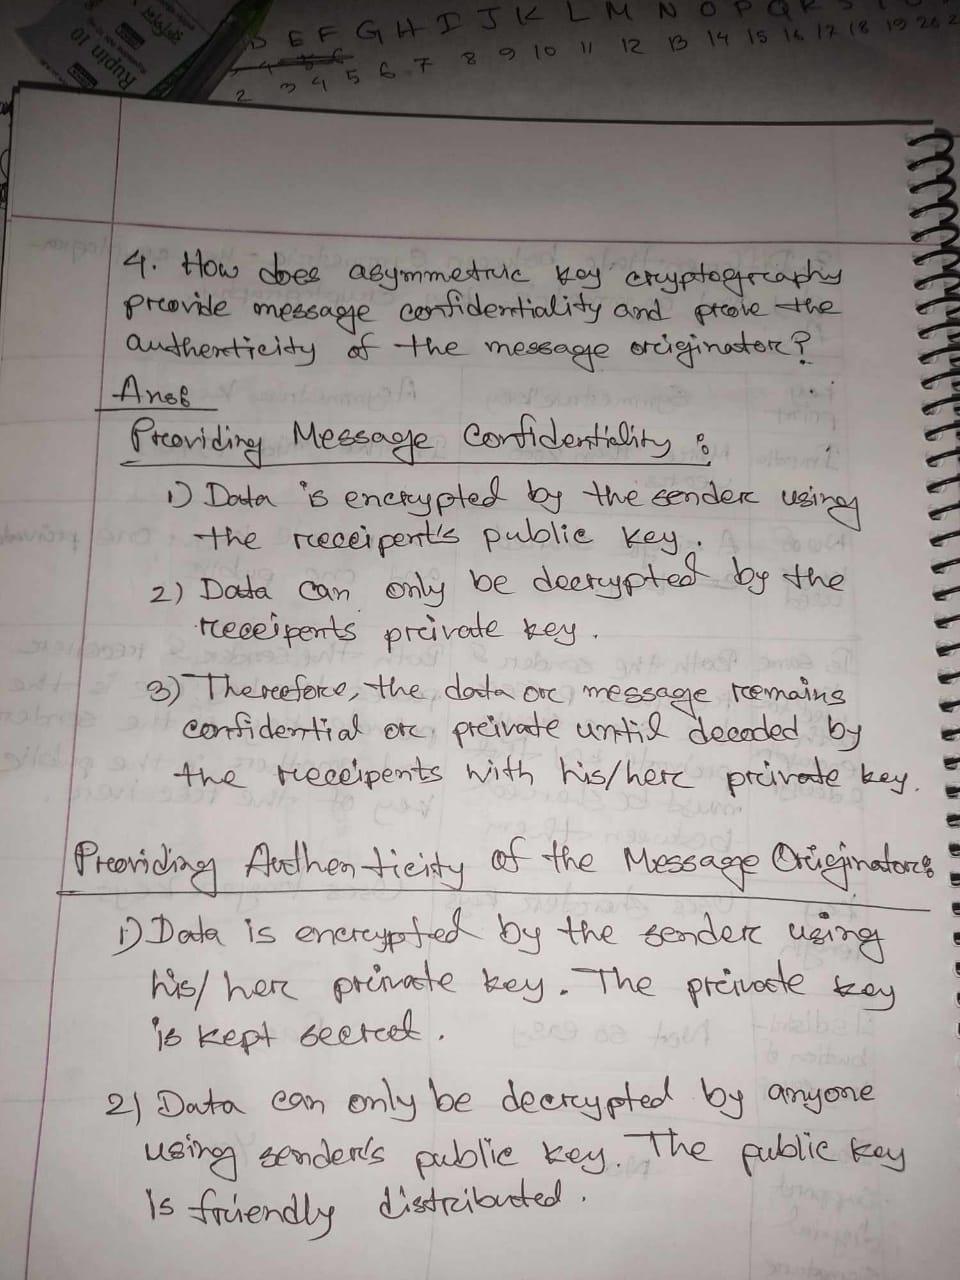 D E F G H I J K L M N O P Q R
2 3 4 5 6 7 8 9 10 11 12 13 14 15 16 17 18 19 20
Rupin 10
4. How does asymmetric key cryptography
provide message confidentiality and prove the
authenticity of the message originator?
Ans:
Providing Message Confidentiality :
1) Data is encrypted by the sender using
the receipent's public key.
2) Data can only be decrypted by the
receipents private key.
3) Therefore, the data or message remains
confidential or private until decoded by
the receipents with his/her private key.
Providing Authenticity of the Message Originator:
1) Data is encrypted by the sender using
his/her private key. The private key
is kept secret.
2) Data can only be decrypted by anyone
using sender's public key. The public key
is friendly distributed.